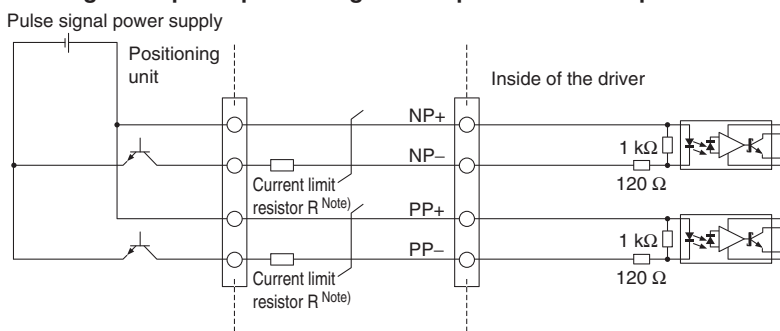 Pulse signal power supply
Positioning
unit
Inside of the driver
NP+
NP−
1 kΩ
120 Ω
Current limit
resistor R Note)
PP+
PP−
1 kΩ
120 Ω
Current limit
resistor R Note)